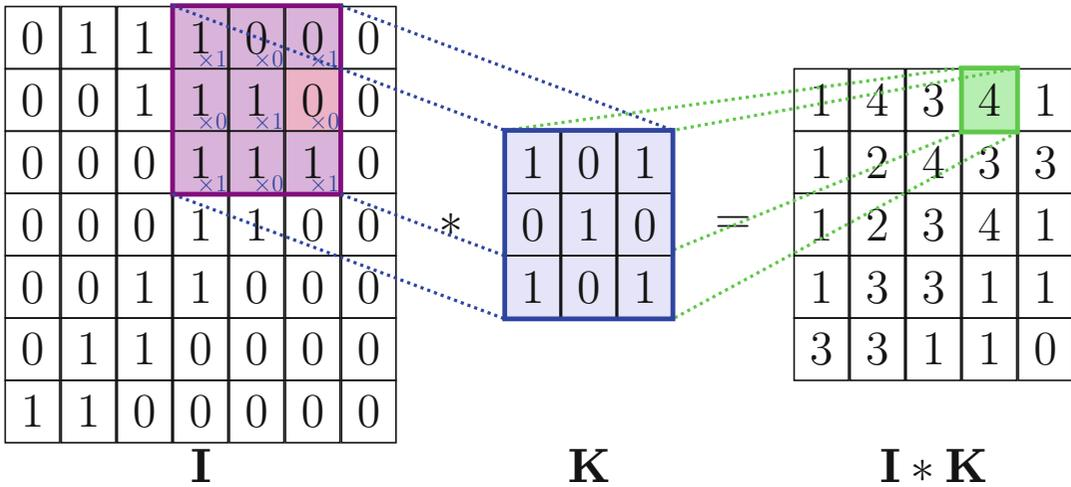 0 1 1 1×1 0×0 0×1 0
0 0 1 1×0 1×1 0×0 0
0 0 0 1×1 1×0 1×1 0
0 0 0 1 1 0 0
0 0 1 1 0 0 0
0 1 1 0 0 0 0
1 1 0 0 0 0 0
I
*
1 0 1
0 1 0
1 0 1
K
=
1 4 3 4 1
1 2 4 3 3
1 2 3 4 1
1 3 3 1 1
3 3 1 1 0
I * K